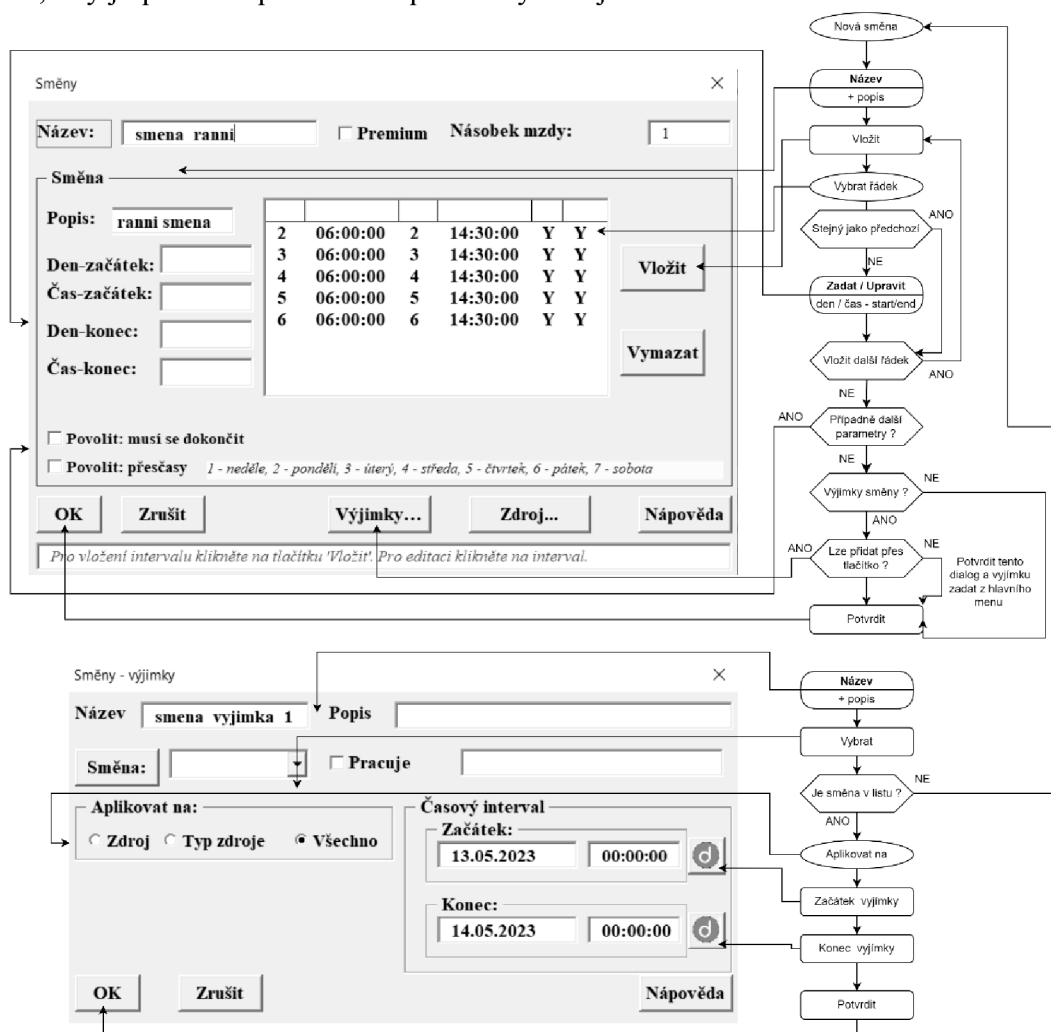 Směny
Název: smena ranni Premium Násobek mzdy: 1
Směna
Popis: ranni smena
Den-začátek:
Čas-začátek:
Den-konec:
Čas-konec:
2 06:00:00 2 14:30:00 Y Y
3 06:00:00 3 14:30:00 Y Y
4 06:00:00 4 14:30:00 Y Y
5 06:00:00 5 14:30:00 Y Y
6 06:00:00 6 14:30:00 Y Y
Vložit
Vymazat
Povolit: musí se dokončit
Povolit: přesčasy 1 - neděle, 2 - pondělí, 3 - úterý, 4 - středa, 5 - čtvrtek, 6 - pátek, 7 - sobota
OK Zrušit Výjimky... Zdroj... Nápověda
Pro vložení intervalu klikněte na tlačítku 'Vložit'. Pro editaci klikněte na interval.
Nová směna
Název
+ popis
Vložit
Vybrat řádek
ANO
Stejný jako předchozí
NE
Zadat / Upravit
den / čas - start/end
Vložit další řádek
ANO
NE
ANO
Případně další
parametry ?
NE
NE
Výjimky směny ?
ANO
ANO
NE
Lze přidat přes
tlačítko ?
Potvrdit tento
dialog a vyjímku
zadat z hlavního
menu
Potvrdit
Směny - výjimky
Název smena vyjimka 1 Popis
Směna: Pracuje
Aplikovat na:
Zdroj Typ zdroje Všechno
Časový interval
Začátek:
13.05.2023 00:00:00
Konec:
14.05.2023 00:00:00
OK Zrušit Nápověda
Název
+ popis
Vybrat
NE
Je směna v listu ?
ANO
Aplikovat na
Začátek vyjímky
Konec vyjímky
Potvrdit